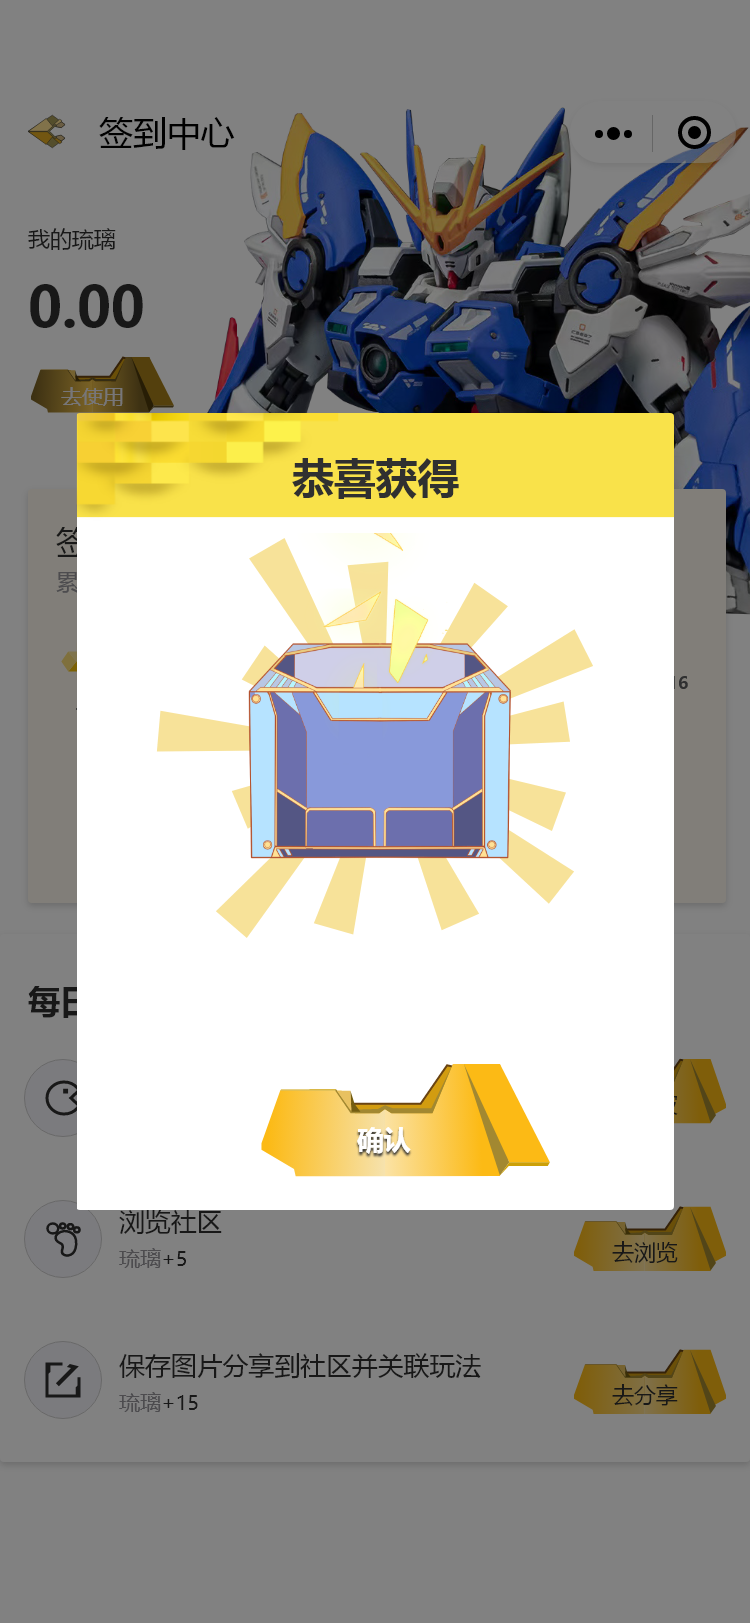 签到中心
我的琉璃
0.00
去使用
恭喜获得
签
累
16
每日
确认
浏览社区
琉璃+5
去浏览
保存图片分享到社区并关联玩法
琉璃+15
去分享